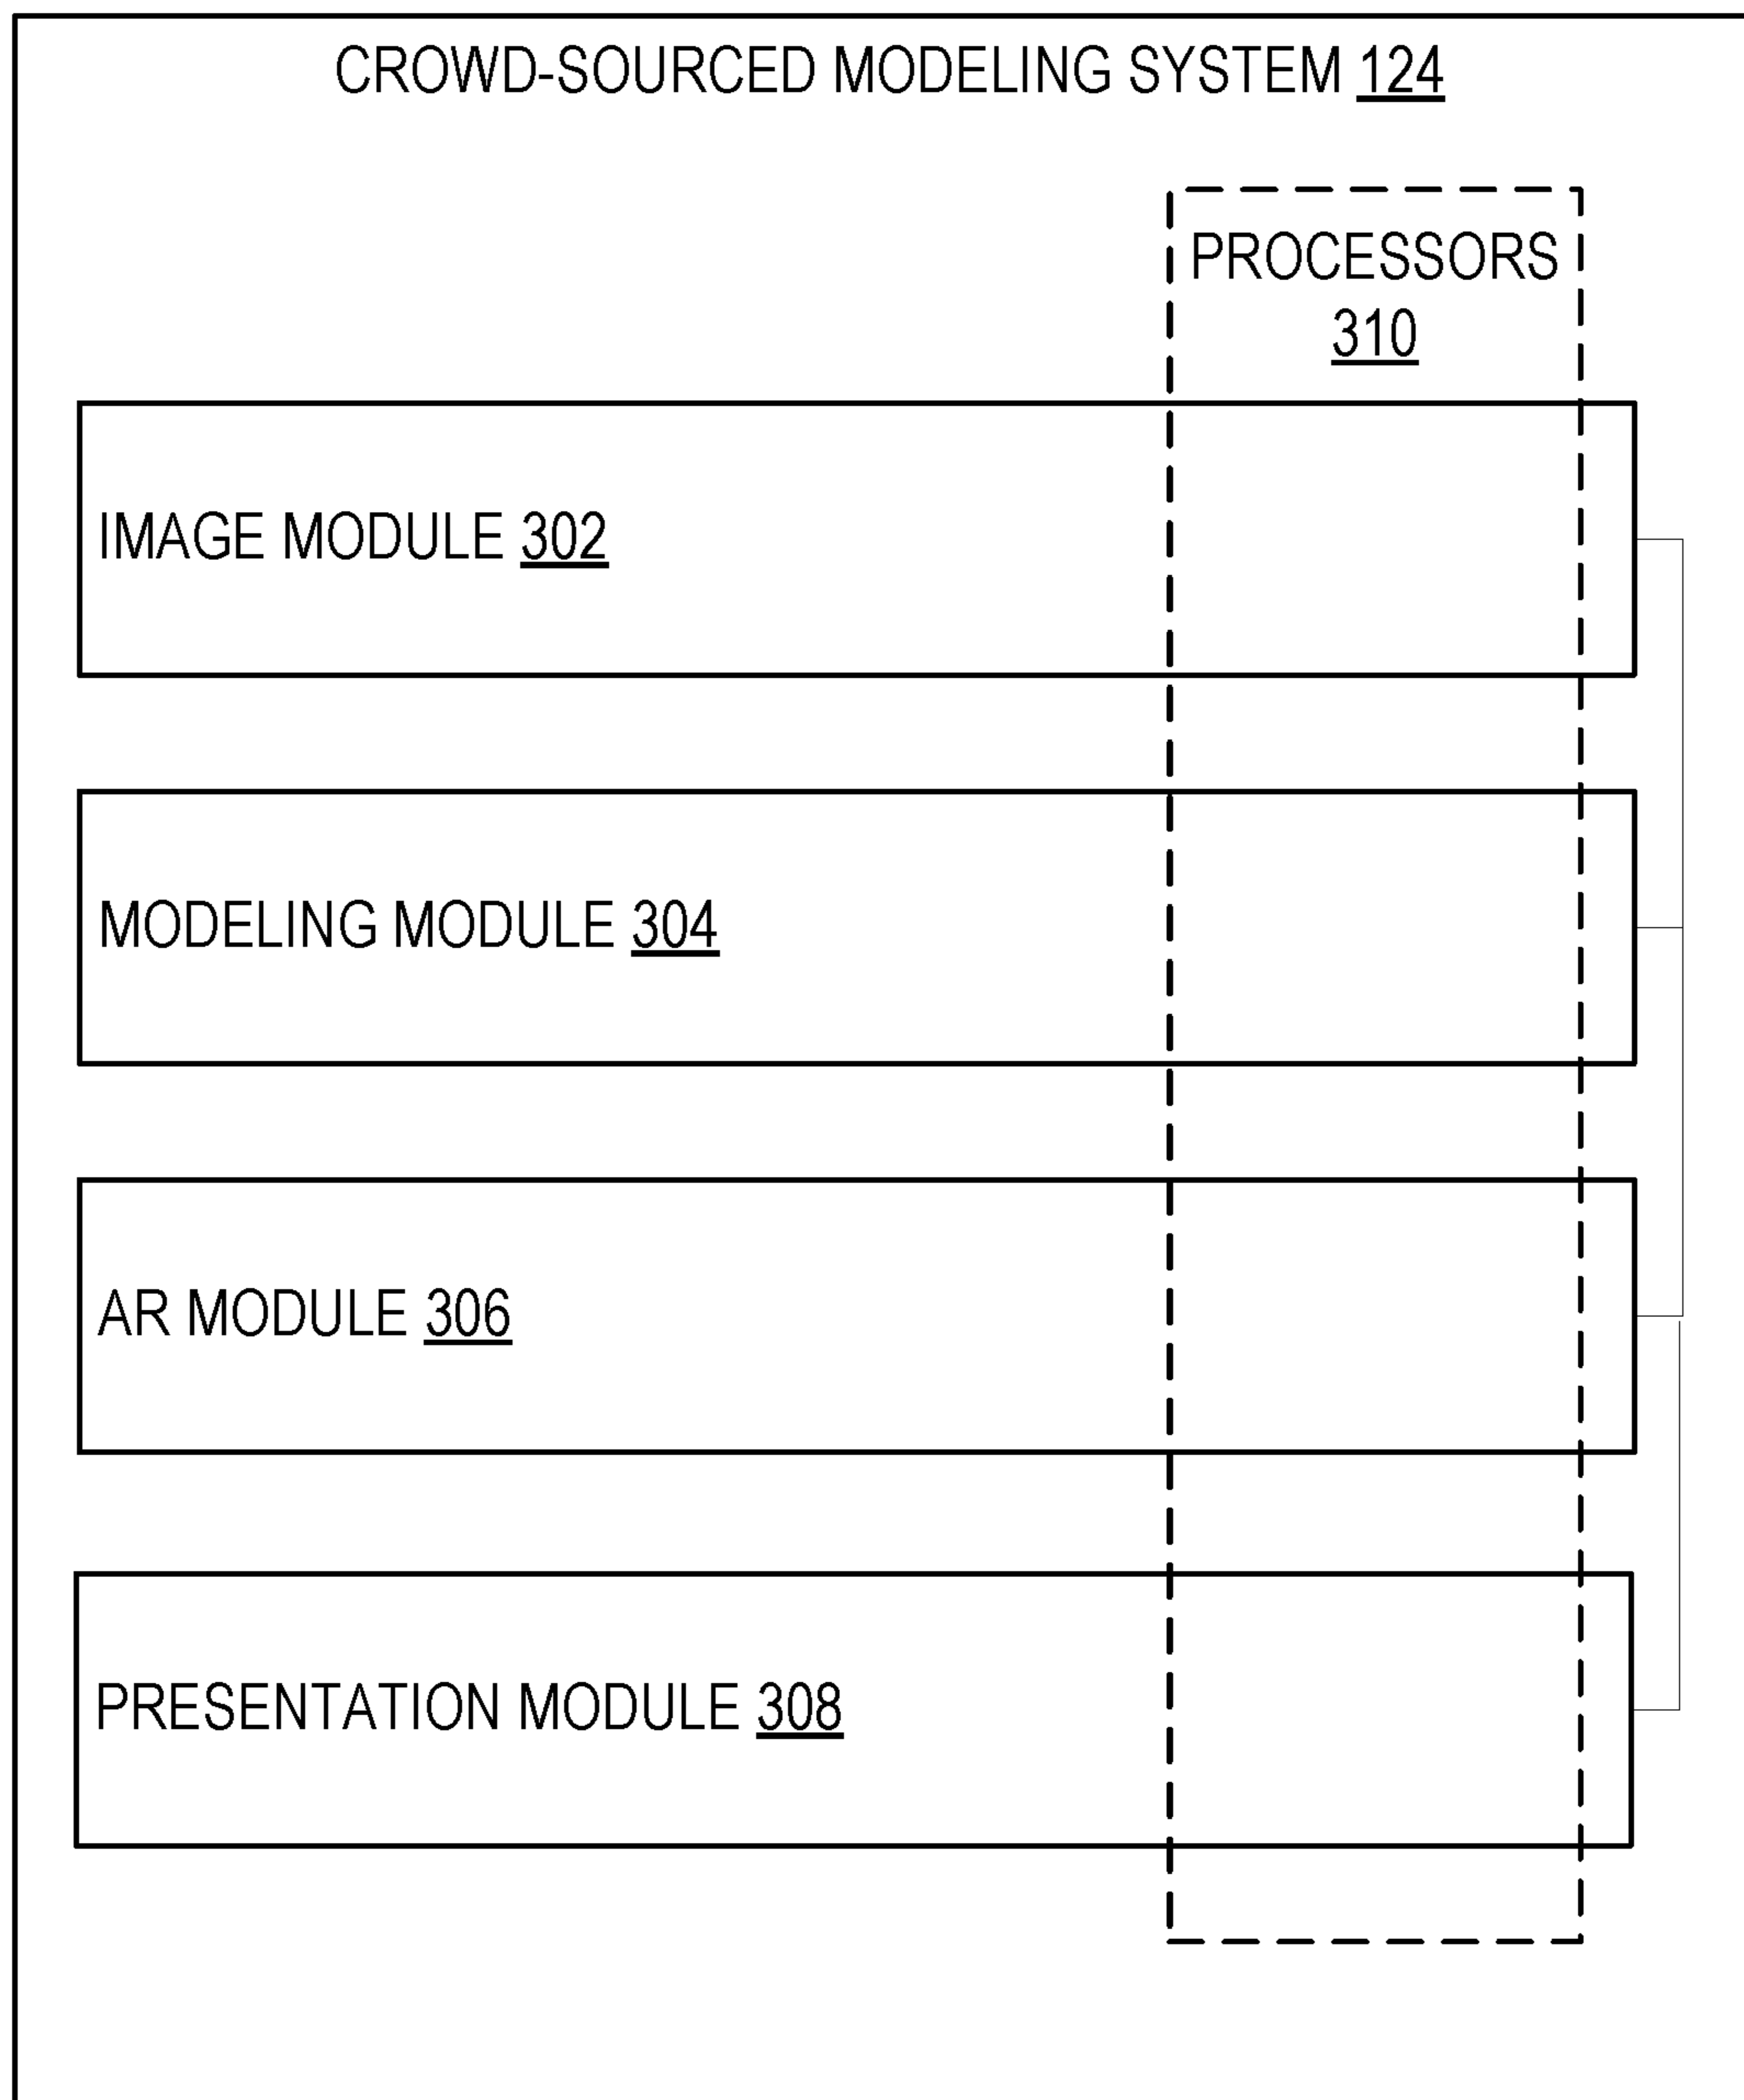 CROWD-SOURCED MODELING SYSTEM 124
PROCESSORS
310
IMAGE MODULE 302
MODELING MODULE 304
AR MODULE 306
PRESENTATION MODULE 308